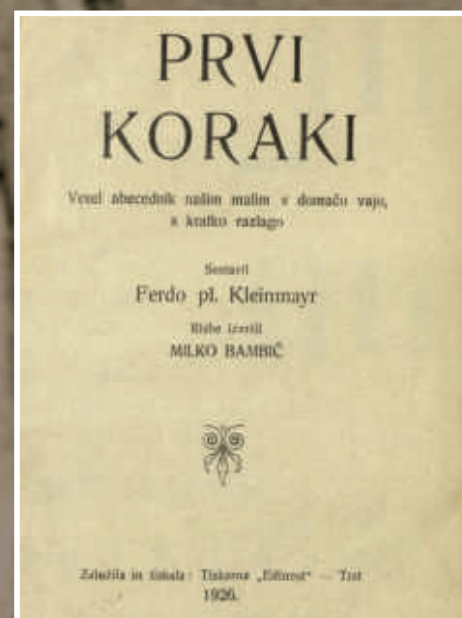 PRVI
KORAKI
Vesel abecednik našim malim v domačo vajo,
s kratko razlago
Sestavil
Ferdo pl. Kleinmayr
Slike izvršil
MILKO BAMBIČ
Založila in tiskala: Tiskarna „Edinost“ — Trst
1926.